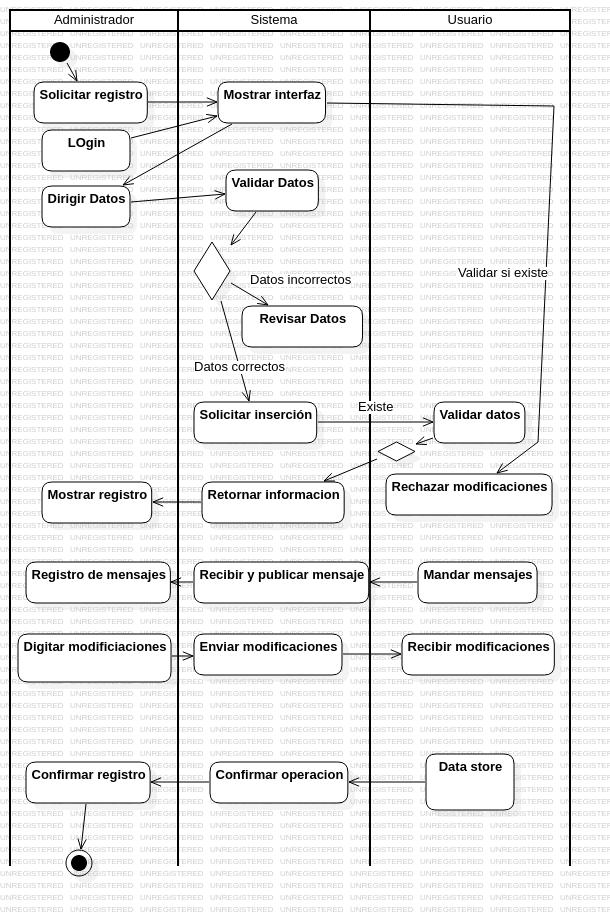 Administrador
Sistema
Usuario
Solicitar registro
Mostrar interfaz
LOgin
Dirigir Datos
Validar Datos
Validar si existe
Datos incorrectos
Revisar Datos
Datos correctos
Existe
Solicitar inserción
Validar datos
Mostrar registro
Retornar informacion
Rechazar modificaciones
Registro de mensajes
Recibir y publicar mensaje
Mandar mensajes
Digitar modificiaciones
Enviar modificaciones
Recibir modificaciones
Confirmar registro
Confirmar operacion
Data store
UNREGISTERED